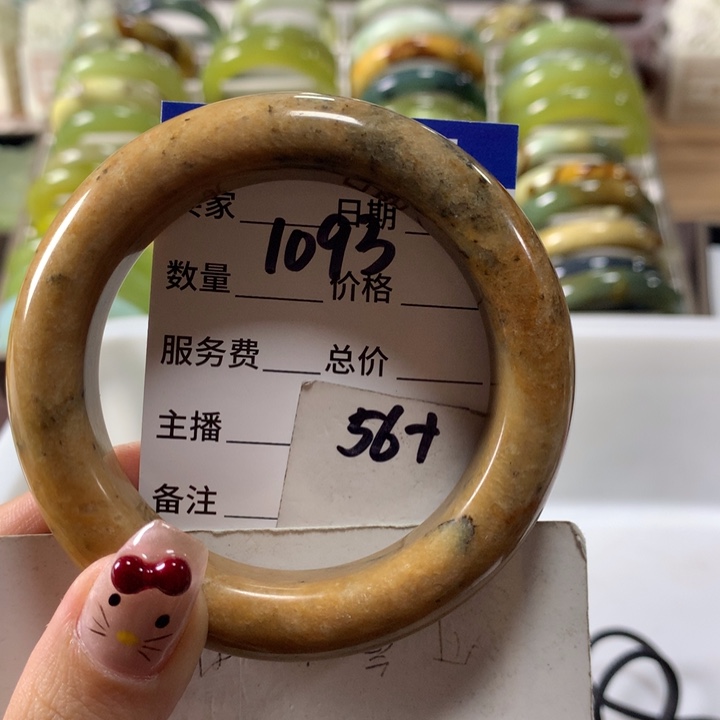 家 日期
1093
数量 价格
服务费 总价
主播
56+
备注